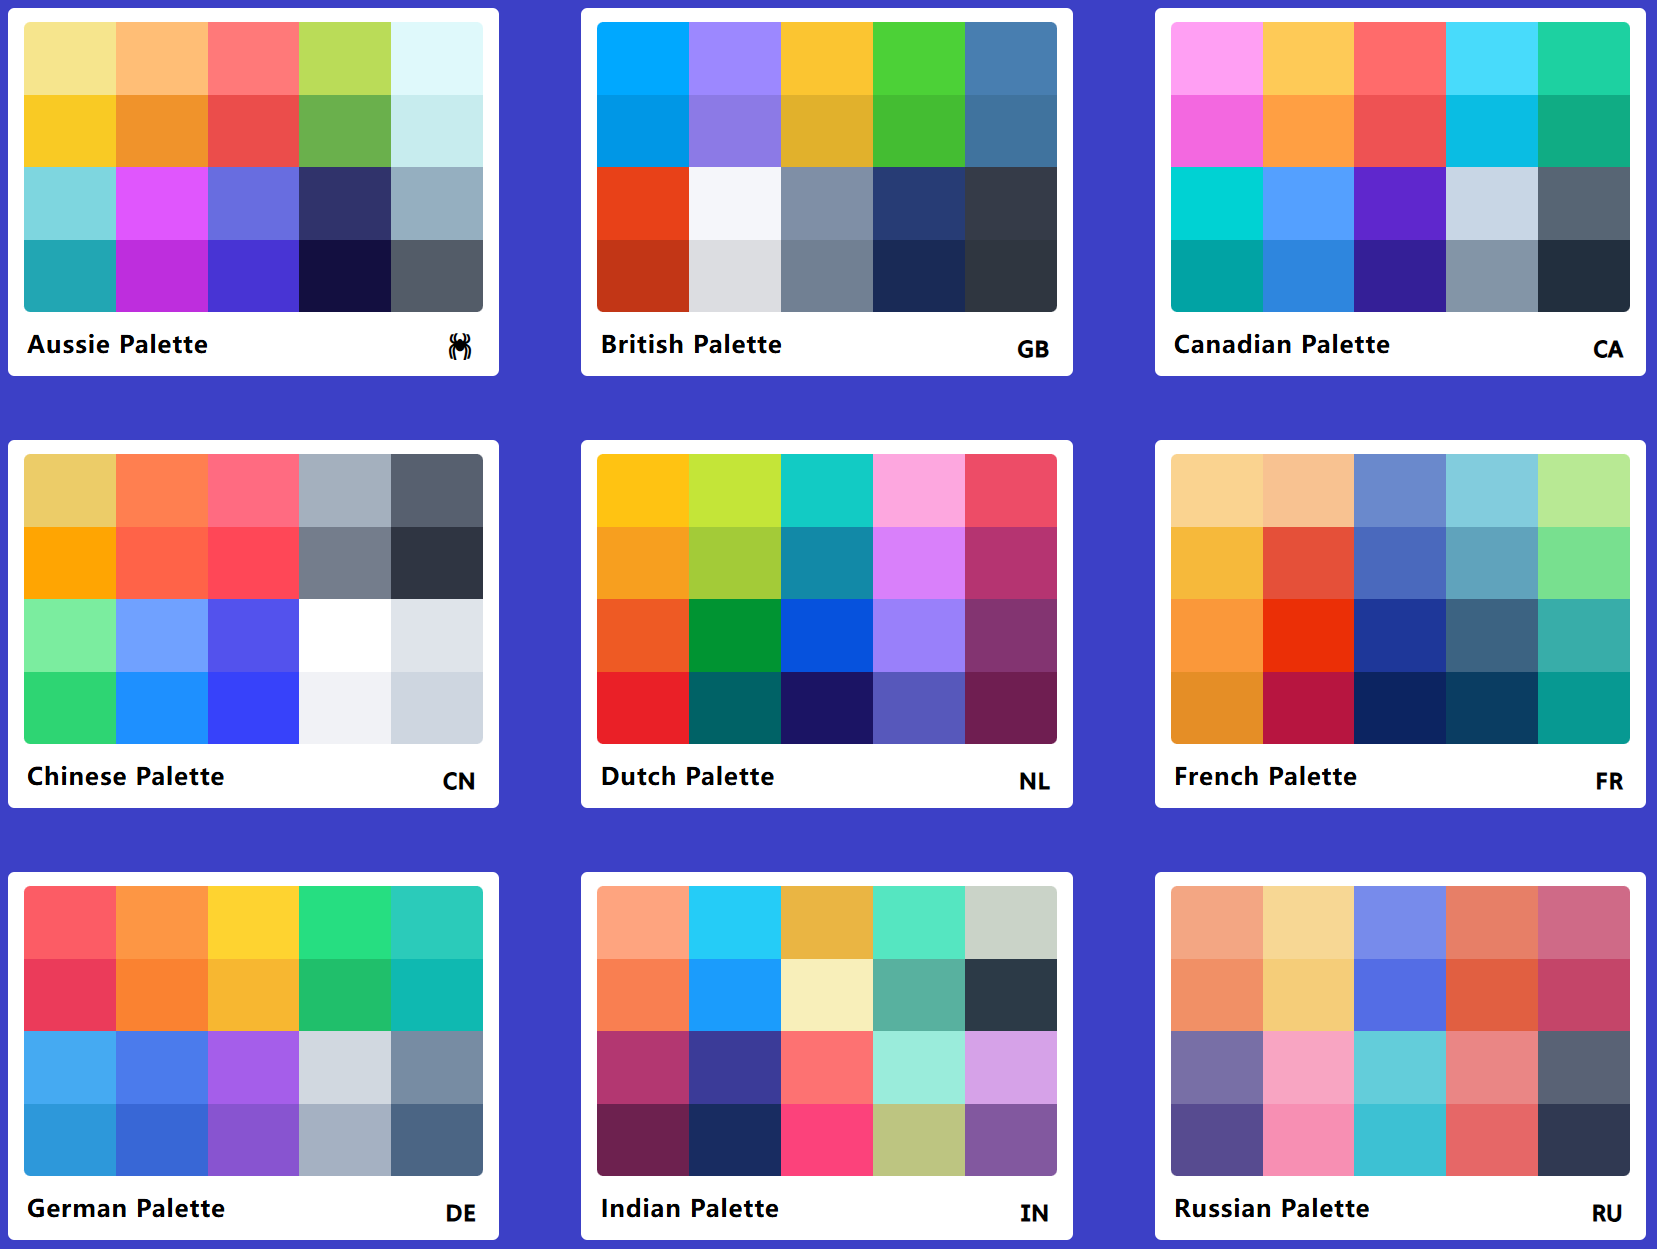 Aussie Palette
British Palette GB
Canadian Palette CA
Chinese Palette CN
Dutch Palette NL
French Palette FR
German Palette DE
Indian Palette IN
Russian Palette RU